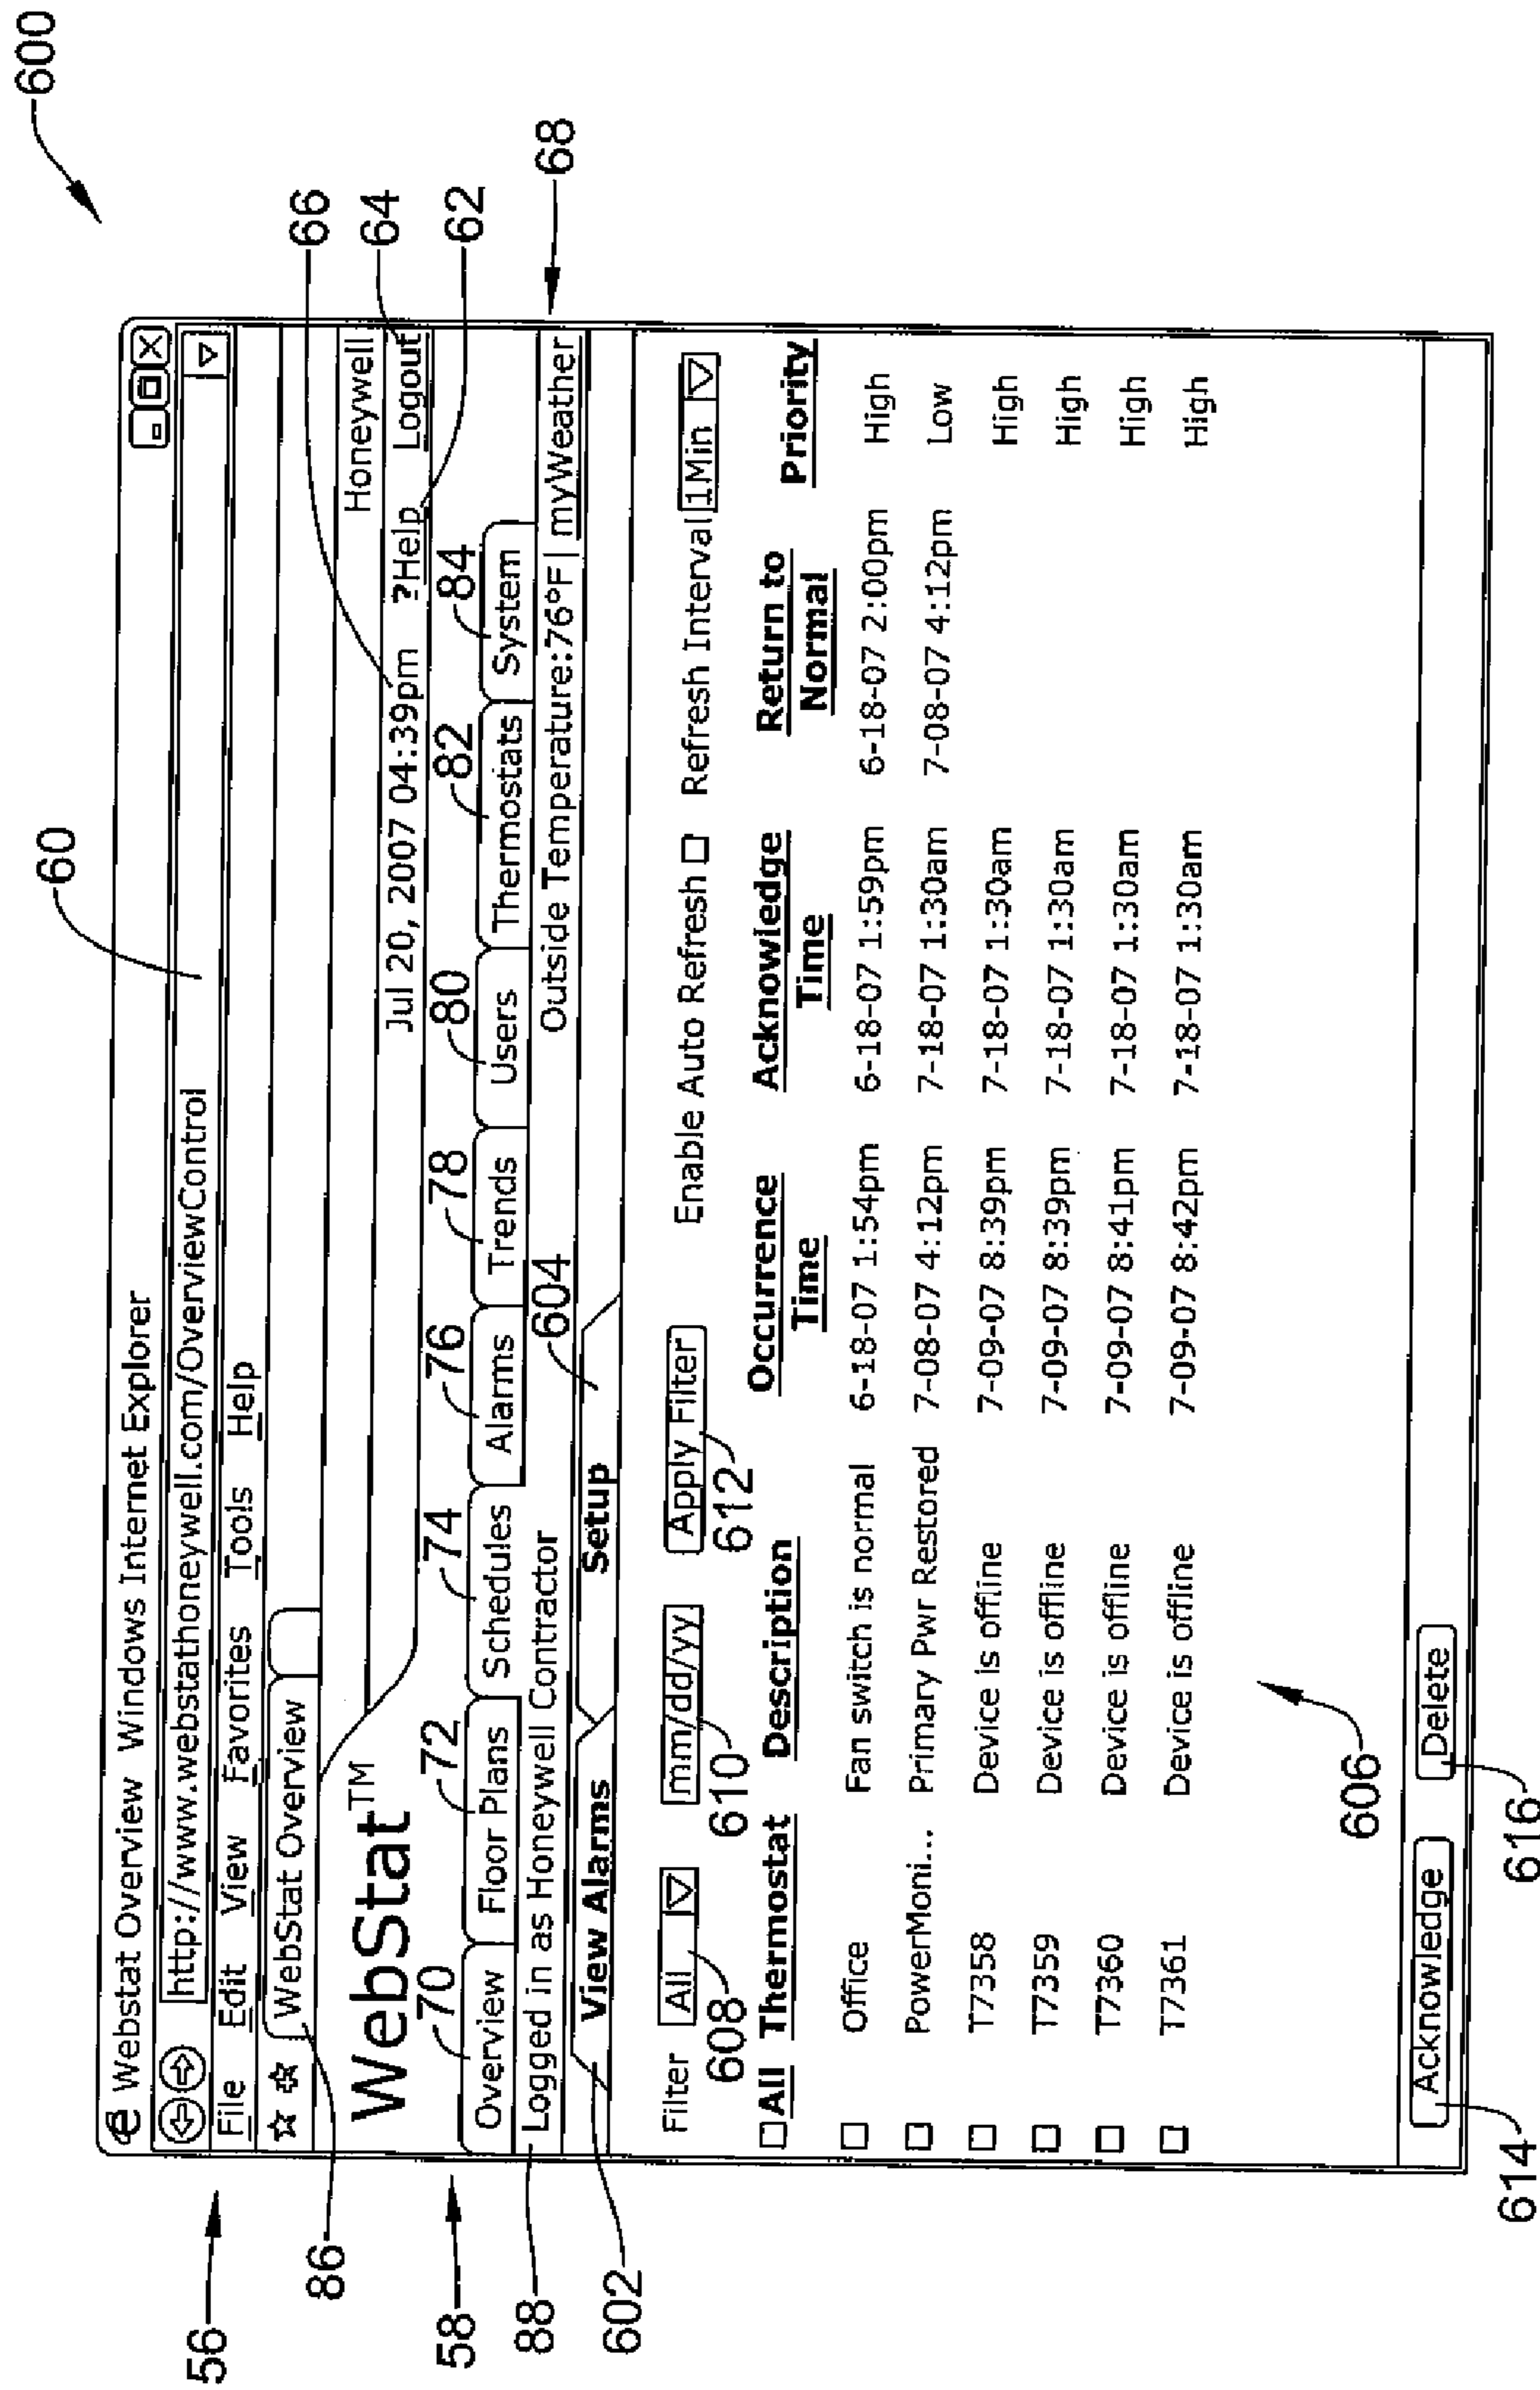 600
60
66
64
62
68
56
86
58
88
602
Webstat Overview Windows Internet Explorer
http://www.webstathoneywell.com/OverviewControl
File Edit View Favorites Tools Help
WebStat Overview
WebStat™
Honeywell
Jul 20, 2007 04:39pm ?Help Logout
70 72 74 76 78 80 82 84
Overview Floor Plans Schedules Alarms Trends Users Thermostats System
Logged in as Honeywell Contractor Outside Temperature:76°F | myWeather
604
View Alarms Setup
Filter All mm/dd/yy Apply Filter Enable Auto Refresh Refresh Interval 1Min
608 610 612
All Thermostat Description Occurrence Time Acknowledge Time Return to Normal Priority
Office Fan switch is normal 6-18-07 1:54pm 6-18-07 1:59pm 6-18-07 2:00pm High
PowerMoni... Primary Pwr Restored 7-08-07 4:12pm 7-18-07 1:30am 7-08-07 4:12pm Low
T7358 Device is offline 7-09-07 8:39pm 7-18-07 1:30am High
T7359 Device is offline 7-09-07 8:39pm 7-18-07 1:30am High
T7360 Device is offline 7-09-07 8:41pm 7-18-07 1:30am High
T7361 Device is offline 7-09-07 8:42pm 7-18-07 1:30am High
606
Acknowledge Delete
614 616